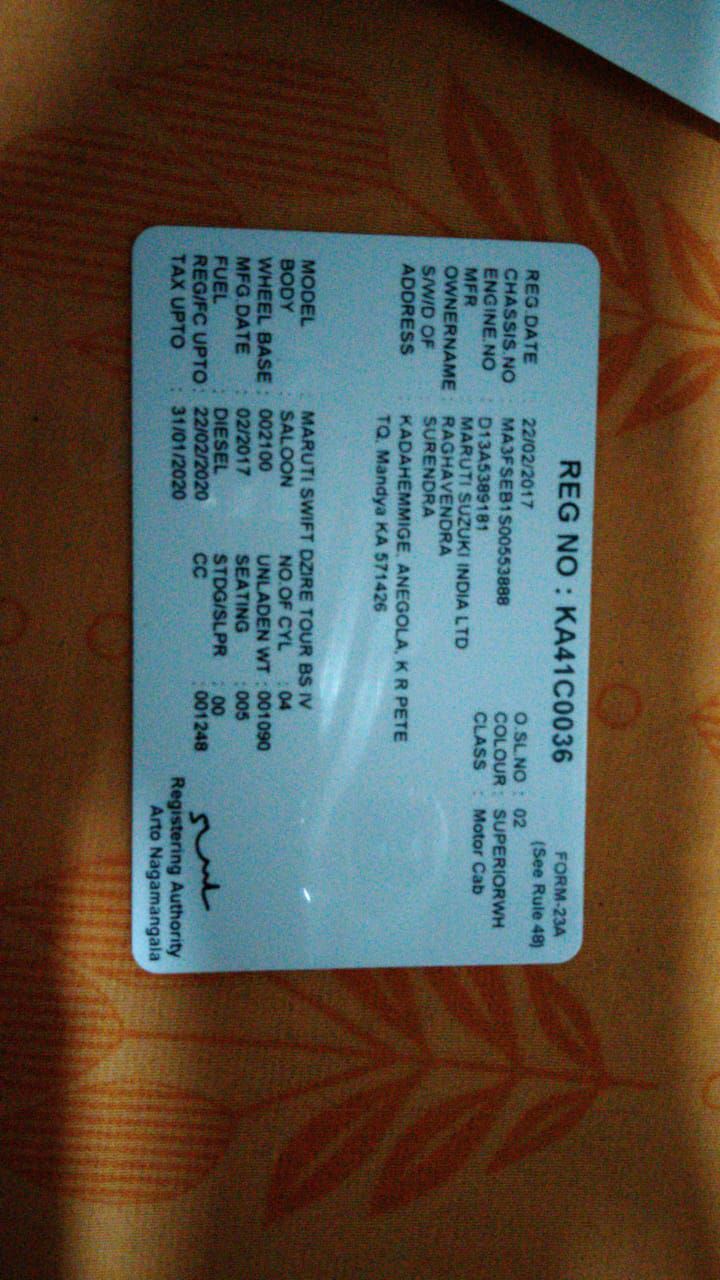 FORM-23A
REG NO : KA41C0036 (See Rule 48)
REG.DATE : 22/02/2017 O.SL.NO : 02
CHASSIS.NO : MA3FSEB1S00553888 COLOUR : SUPERIORWH
ENGINE.NO : D13A5389181 CLASS : Motor Cab
MFR : MARUTI SUZUKI INDIA LTD
OWNERNAME : RAGHAVENDRA
S/W/D OF : SURENDRA
ADDRESS : KADAHEMMIGE, ANEGOLA, K R PETE
TQ, Mandya KA 571426
MODEL : MARUTI SWIFT DZIRE TOUR BS IV
BODY : SALOON NO.OF CYL : 04
WHEEL BASE : 002100 UNLADEN WT : 001090
MFG.DATE : 02/2017 SEATING : 005
FUEL : DIESEL STDG/SLPR : 00
REG/FC UPTO : 22/02/2020 CC : 001248
TAX UPTO : 31/01/2020
Registering Authority
Arto Nagamangala